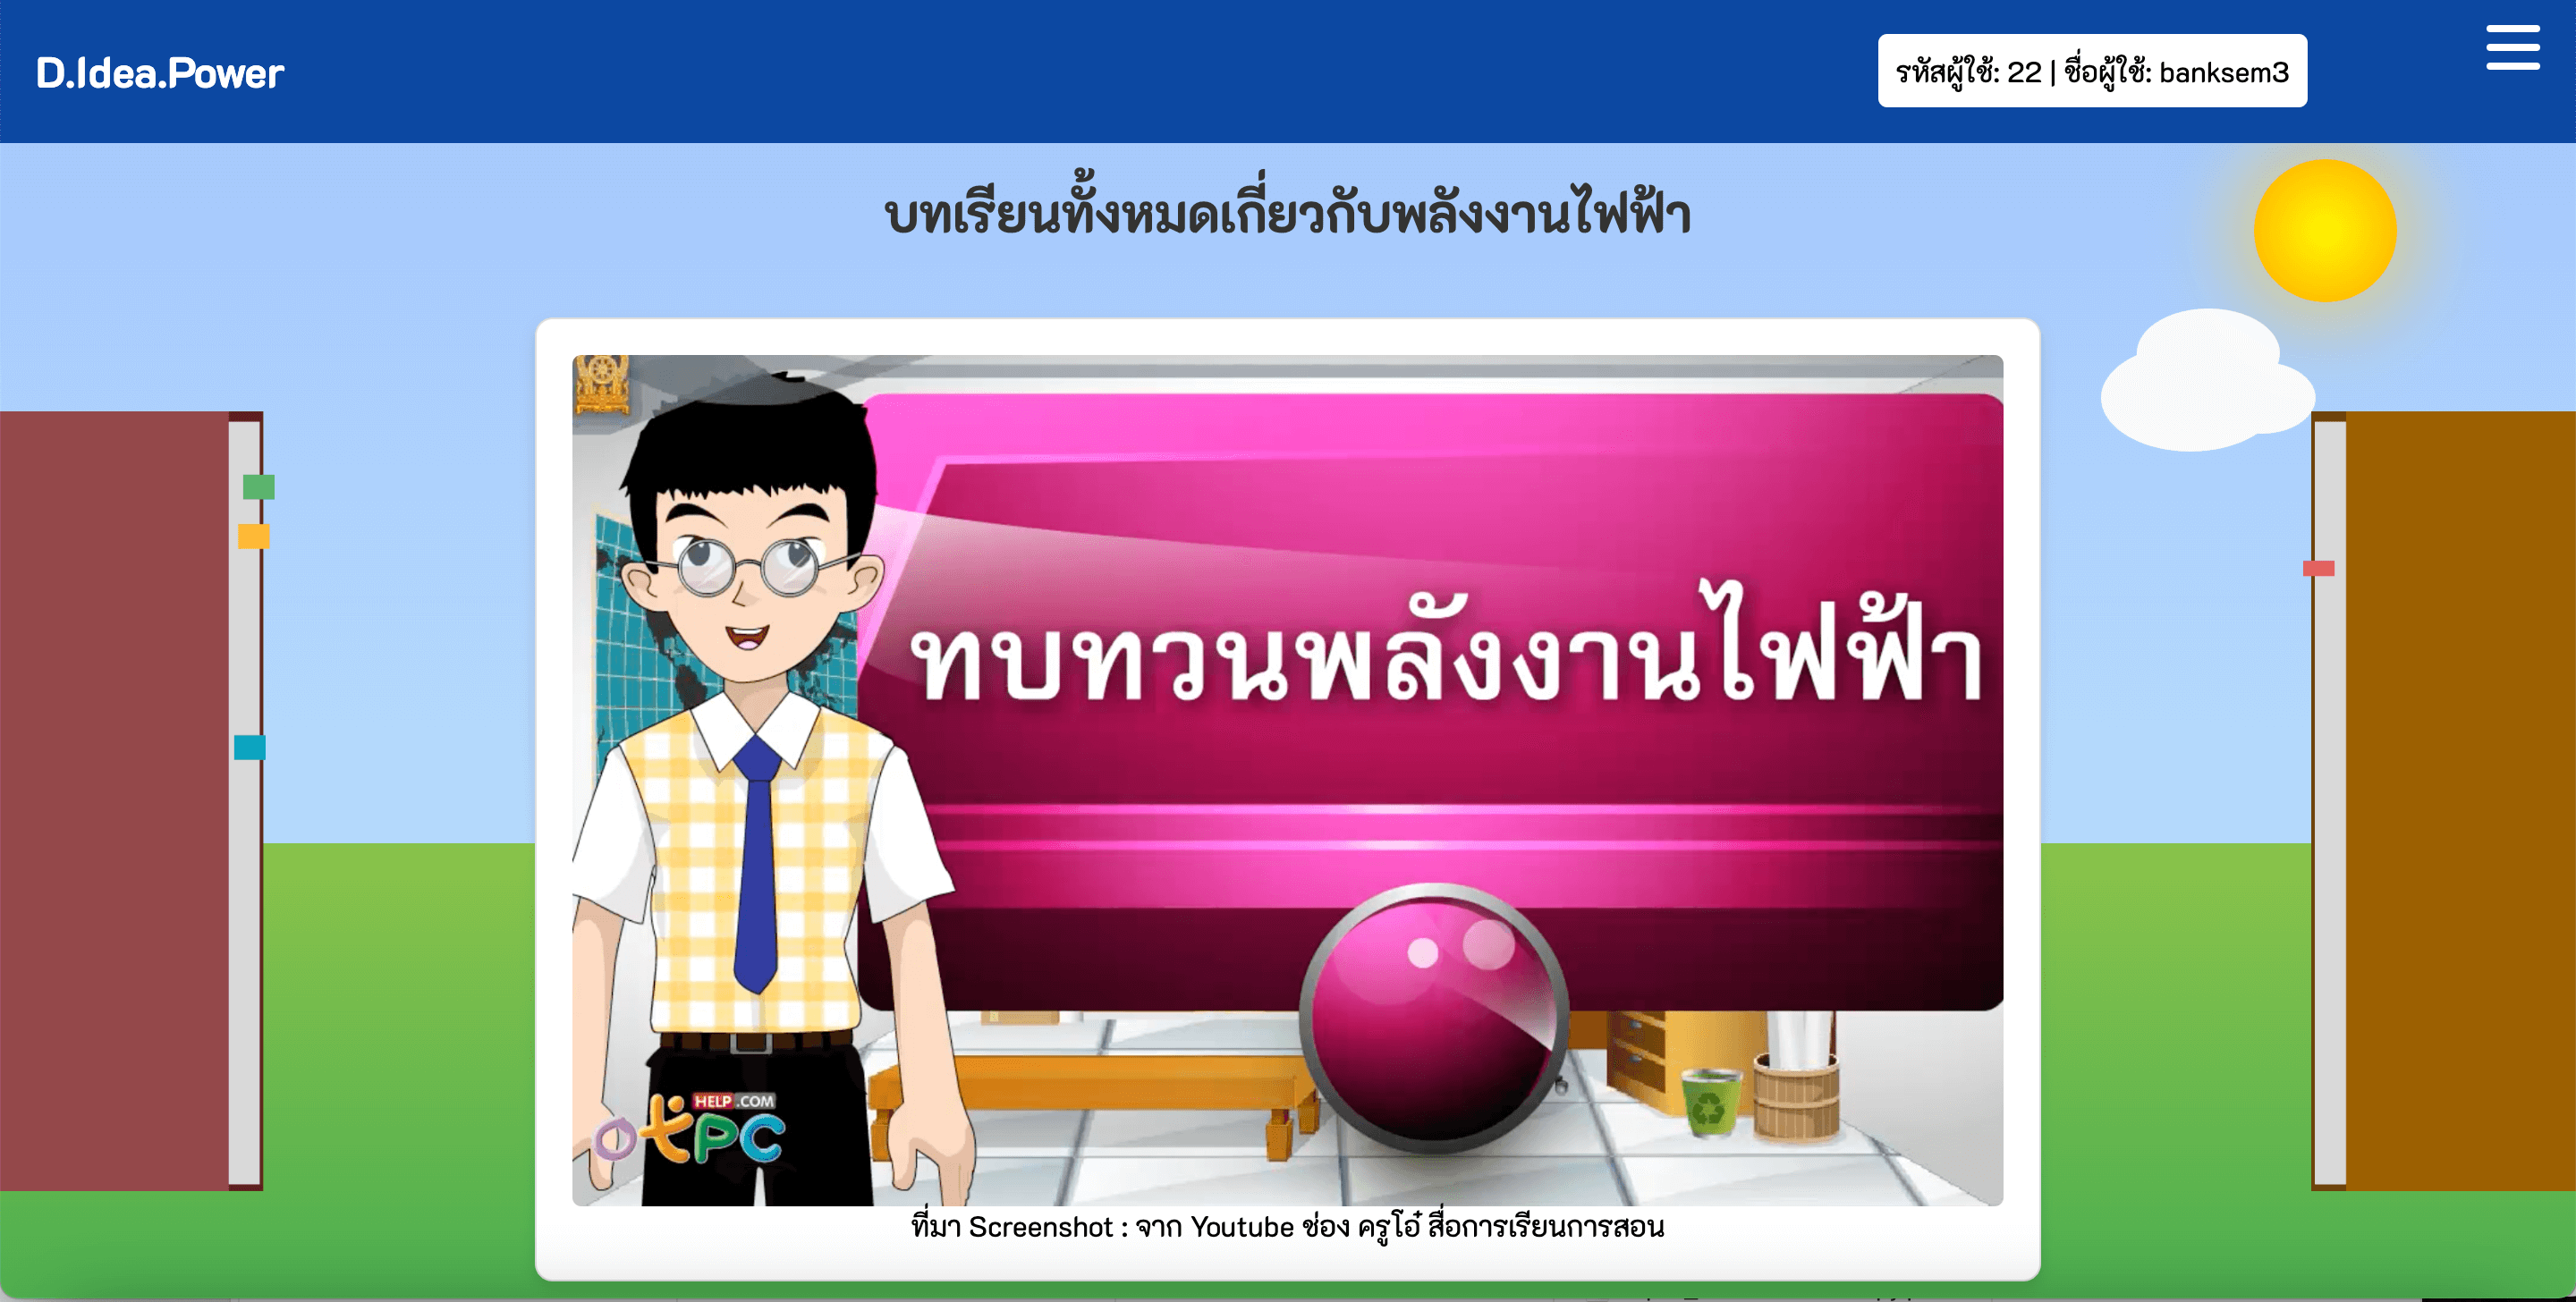 D.Idea.Power
รหัสผู้ใช้: 22 | ชื่อผู้ใช้: banksem3
บทเรียนทั้งหมดเกี่ยวกับพลังงานไฟฟ้า
ทบทวนพลังงานไฟฟ้า
HELP.COM
otPC
ที่มา Screenshot : จาก Youtube ช่อง ครูโอ๋ สื่อการเรียนการสอน